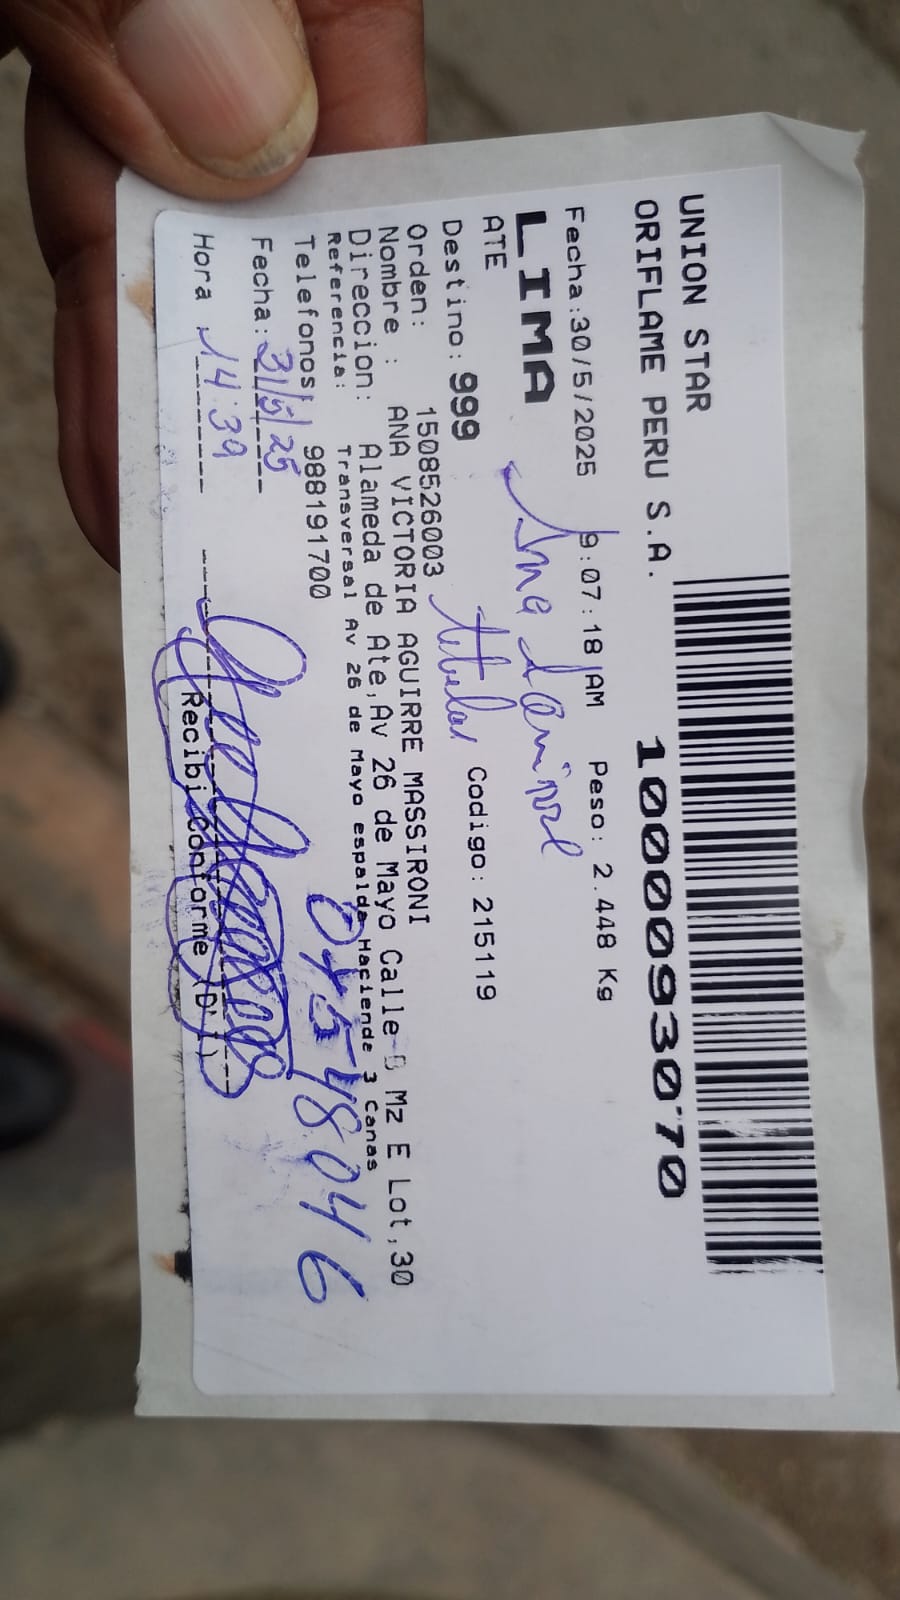 UNION STAR
ORIFLAME PERU S.A. 10000930770
Fecha:30/5/2025 9:07:18 AM Peso: 2.448 Kg
LIMA
ATE
Destino: 999 titular Codigo: 215119
Orden: 1508526003
Nombre : ANA VICTORIA AGUIRRE MASSIRONI
Direccion: Alameda de Ate, Av 26 de Mayo Calle Mz E Lot,30
Referencia: Transversal Av 26 de Mayo espalda Haciende 3 Canas
Telefonos 988191700
Fecha: 31/5/25
Hora 14:39
Recibi conforme